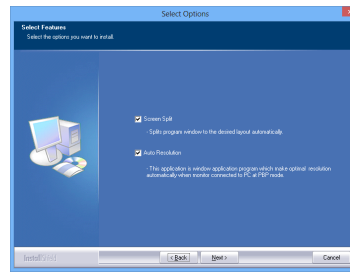 Select Options
x
Select Features
Select the options you want to install.
Screen Split
- Splits program window to the desired layout automatically.
Auto Resolution
- This application is window application program which make optimal resolution
automatically when monitor connected to PC at PBP mode.
InstallShield
< Back
Next >
Cancel